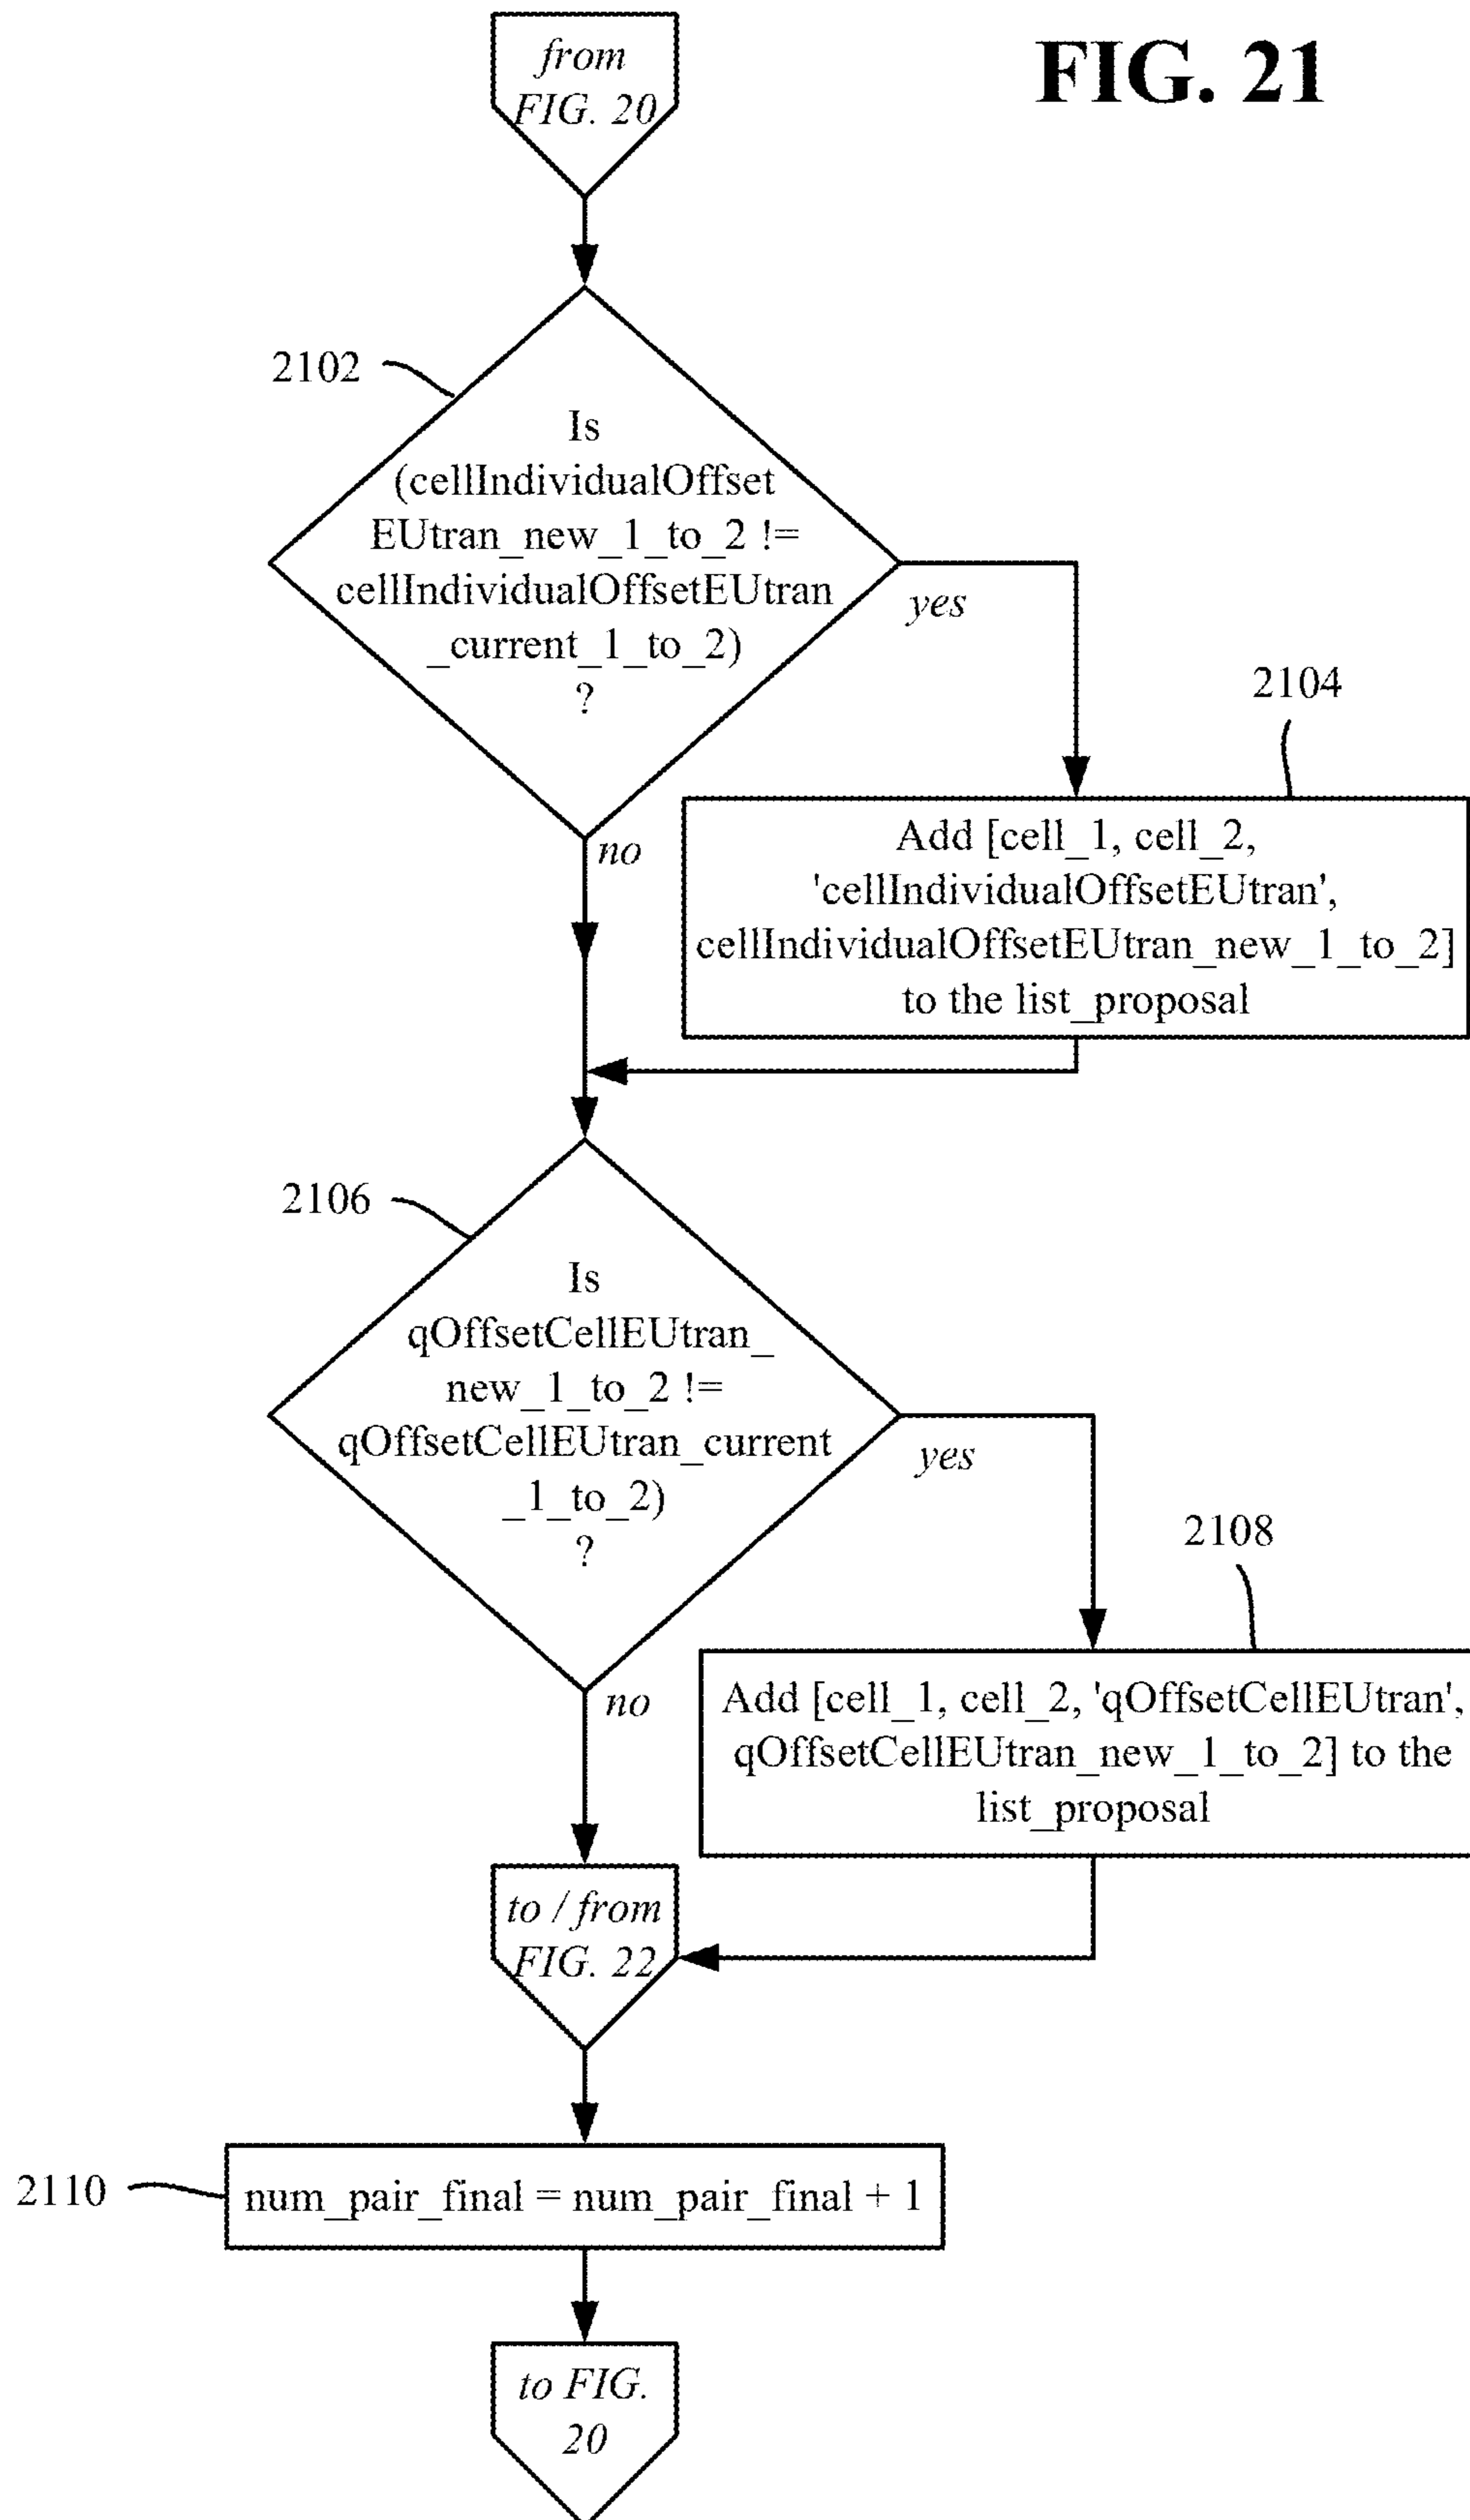 FIG. 21
from
FIG. 20
2102
Is
(cellIndividualOffset
EUtran_new_1_to_2 !=
cellIndividualOffsetEUtran
_current_1_to_2)
?
yes
no
2104
Add [cell_1, cell_2,
'cellIndividualOffsetEUtran',
cellIndividualOffsetEUtran_new_1_to_2]
to the list_proposal
2106
Is
qOffsetCellEUtran_
new_1_to_2 !=
qOffsetCellEUtran_current
_1_to_2)
?
yes
no
2108
Add [cell_1, cell_2, 'qOffsetCellEUtran',
qOffsetCellEUtran_new_1_to_2] to the
list_proposal
to / from
FIG. 22
2110
num_pair_final = num_pair_final + 1
to FIG.
20